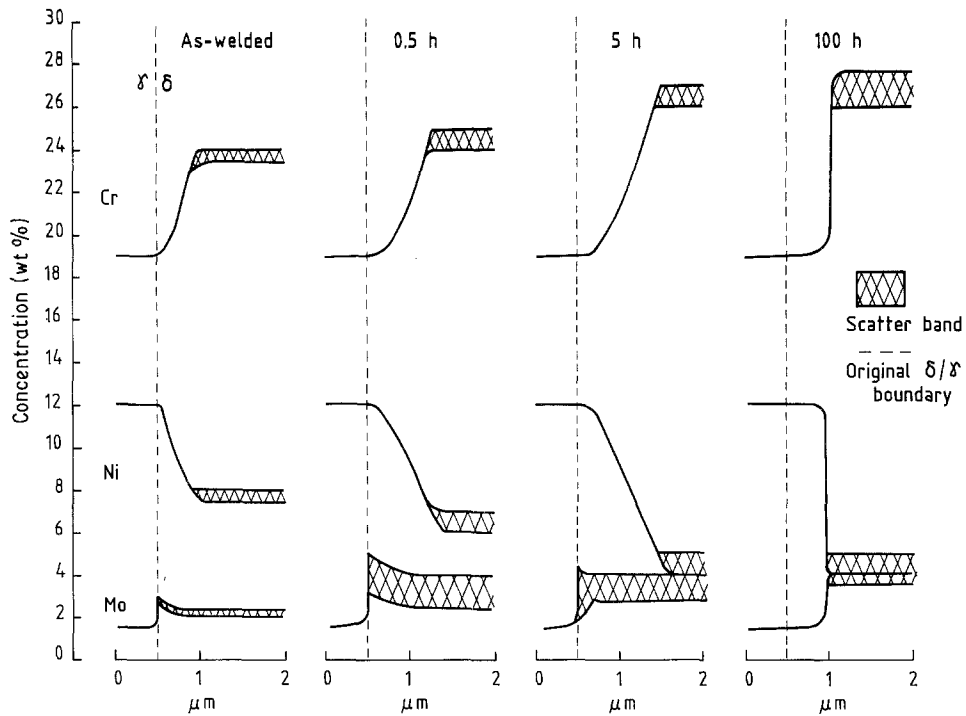 As-welded
0.5 h
5 h
100 h
γ δ
Cr
Ni
Mo
Concentration (wt %)
30
28
26
24
22
20
18
16
14
12
10
8
6
4
2
0
0 1 2
μm
0 1 2
μm
0 1 2
μm
0 1 2
μm
Scatter band
Original δ/γ
boundary